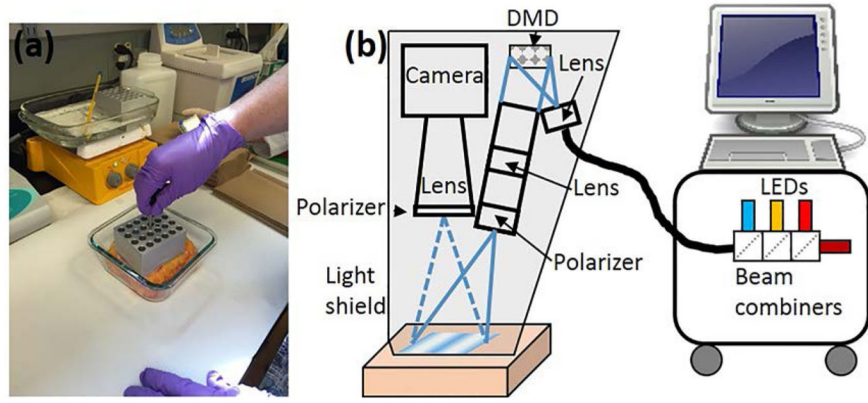 (a)
(b)
DMD
Camera
Lens
Lens
Polarizer
Lens
Polarizer
Light
shield
LEDs
Beam
combiners